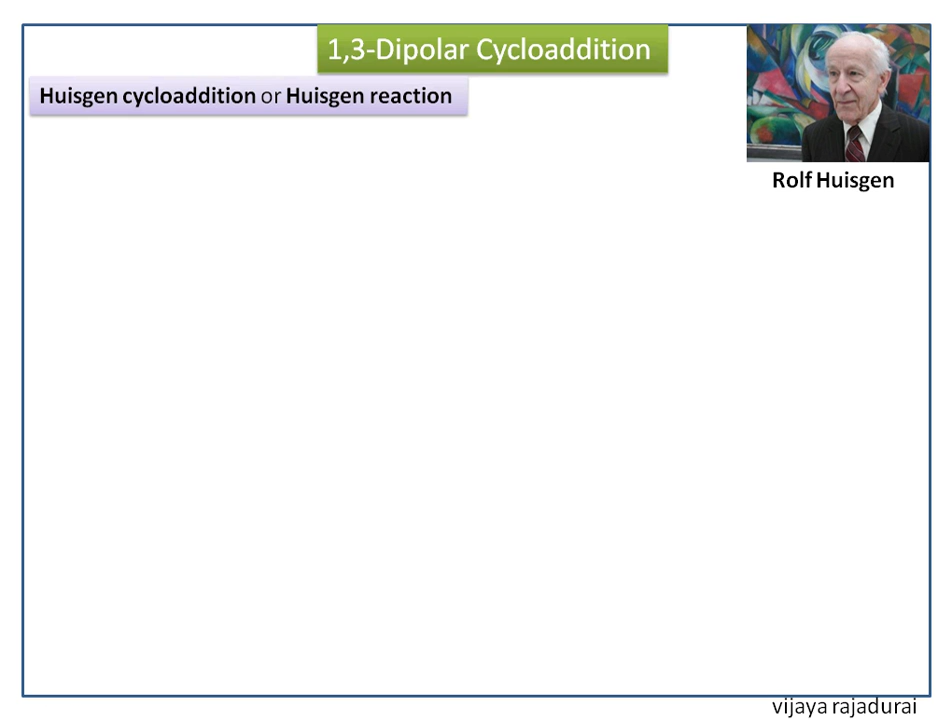 1,3-Dipolar Cycloaddition
Huisgen cycloaddition or Huisgen reaction
Rolf Huisgen
vijaya rajadurai